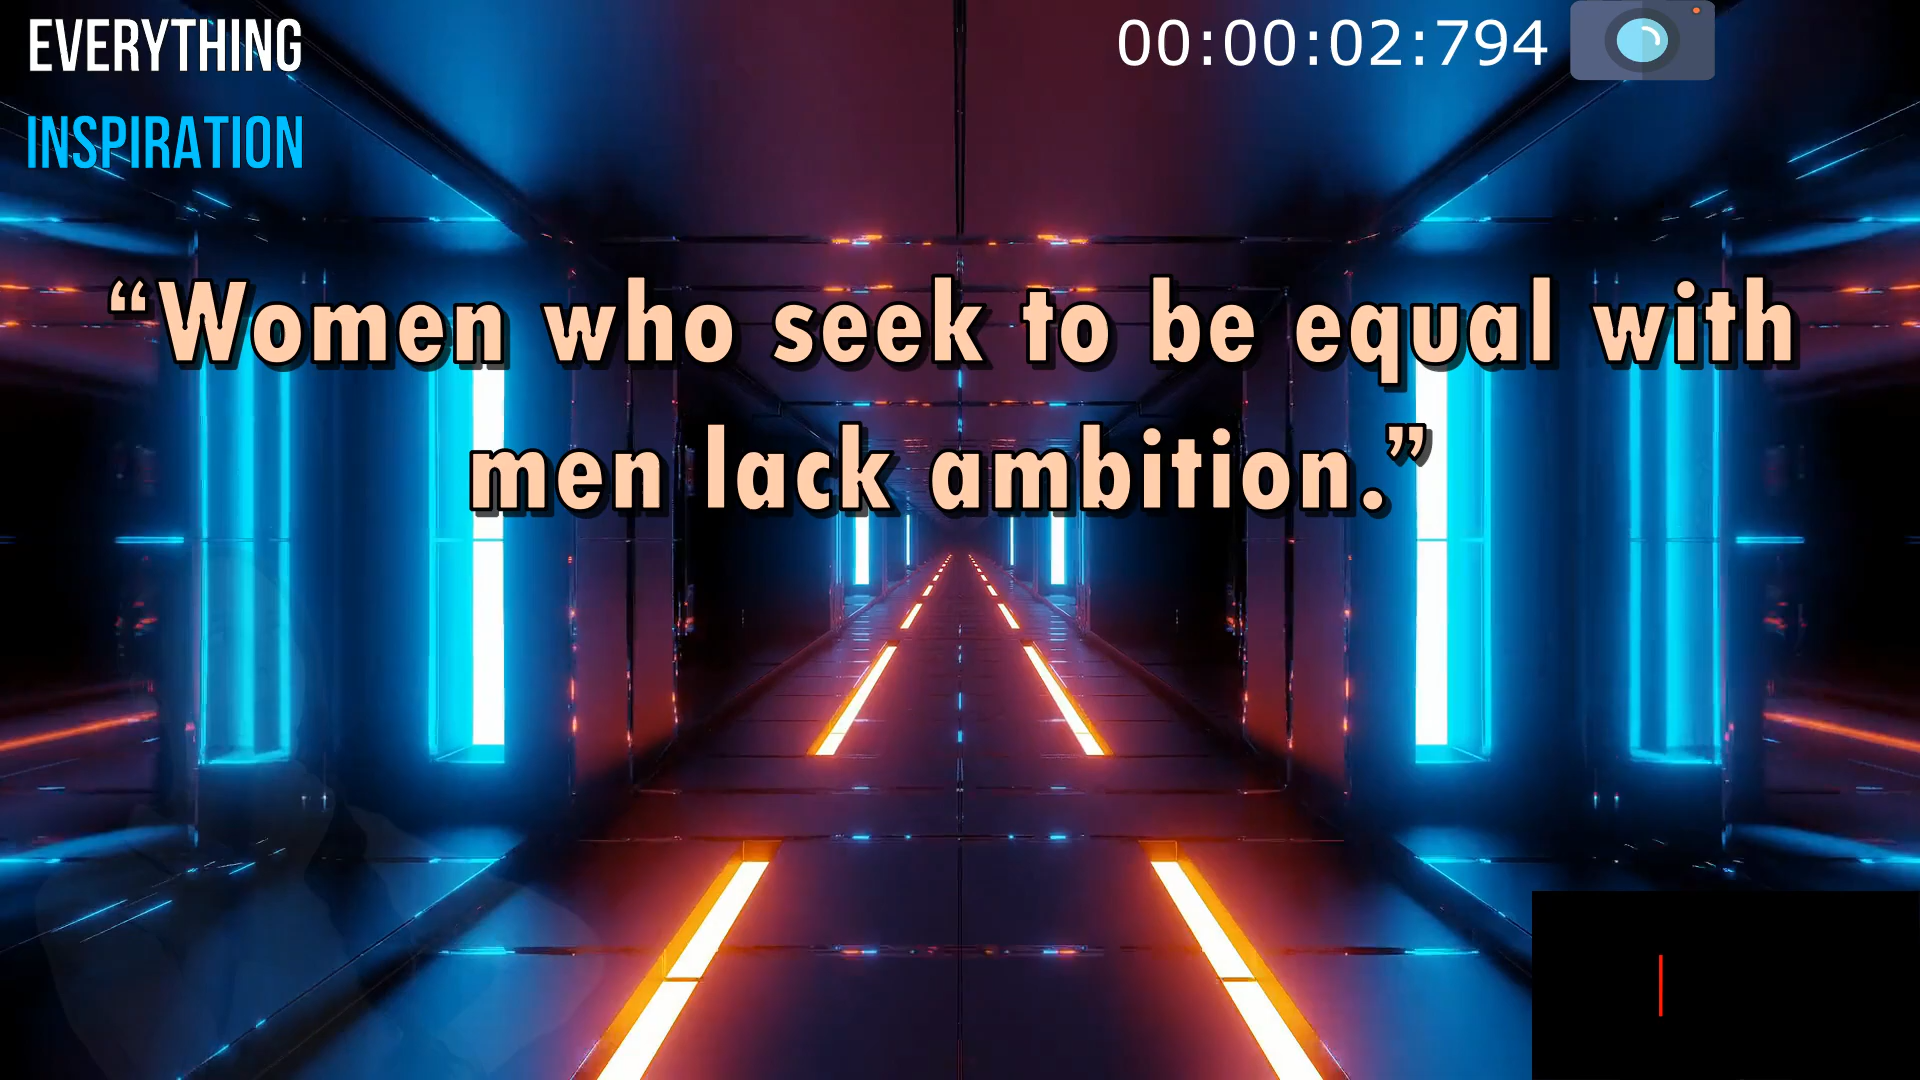 EVERYTHING
INSPIRATION
00:00:02:794
“Women who seek to be equal with
men lack ambition.”